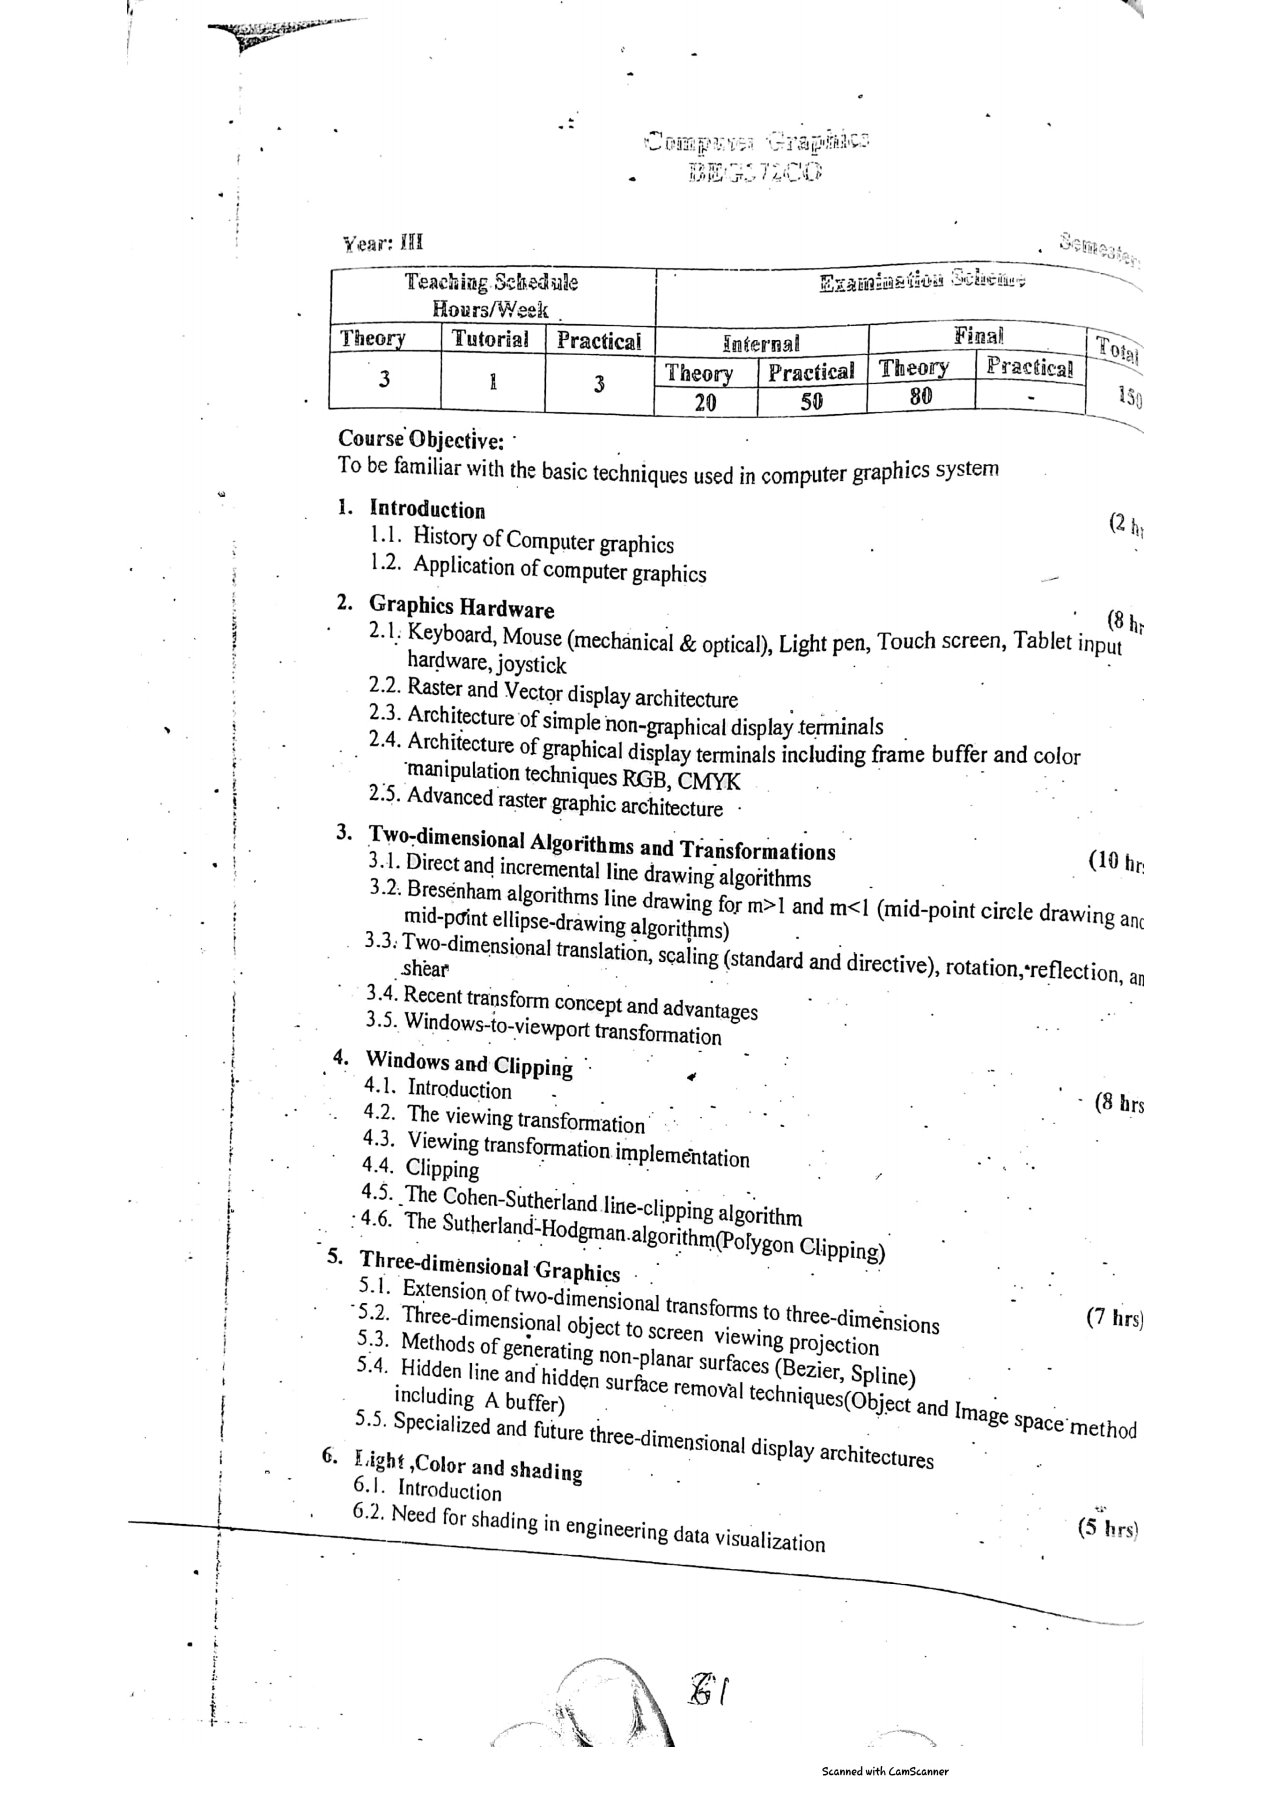 Computer Graphics
BEG372CO
Year: III
Semester:
Teaching Schedule
Hours/Week
Examination Scheme
Theory Tutorial Practical Internal Final Total
Theory Practical Theory Practical
3 1 3 20 50 80 - 150
Course Objective:
To be familiar with the basic techniques used in computer graphics system
1. Introduction (2 hr
1.1. History of Computer graphics
1.2. Application of computer graphics
2. Graphics Hardware (8 hr
2.1. Keyboard, Mouse (mechanical & optical), Light pen, Touch screen, Tablet input
hardware, joystick
2.2. Raster and Vector display architecture
2.3. Architecture of simple non-graphical display terminals
2.4. Architecture of graphical display terminals including frame buffer and color
manipulation techniques RGB, CMYK
2.5. Advanced raster graphic architecture
3. Two-dimensional Algorithms and Transformations (10 hr
3.1. Direct and incremental line drawing algorithms
3.2. Bresenham algorithms line drawing for m>1 and m<1 (mid-point circle drawing and
mid-point ellipse-drawing algorithms)
3.3. Two-dimensional translation, scaling (standard and directive), rotation, reflection, an
shear
3.4. Recent transform concept and advantages
3.5. Windows-to-viewport transformation
4. Windows and Clipping (8 hrs
4.1. Introduction
4.2. The viewing transformation
4.3. Viewing transformation implementation
4.4. Clipping
4.5. The Cohen-Sutherland line-clipping algorithm
4.6. The Sutherland-Hodgman algorithm(Polygon Clipping)
5. Three-dimensional Graphics (7 hrs)
5.1. Extension of two-dimensional transforms to three-dimensions
5.2. Three-dimensional object to screen viewing projection
5.3. Methods of generating non-planar surfaces (Bezier, Spline)
5.4. Hidden line and hidden surface removal techniques(Object and Image space method
including A buffer)
5.5. Specialized and future three-dimensional display architectures
6. Light ,Color and shading (5 hrs)
6.1. Introduction
6.2. Need for shading in engineering data visualization
Scanned with CamScanner